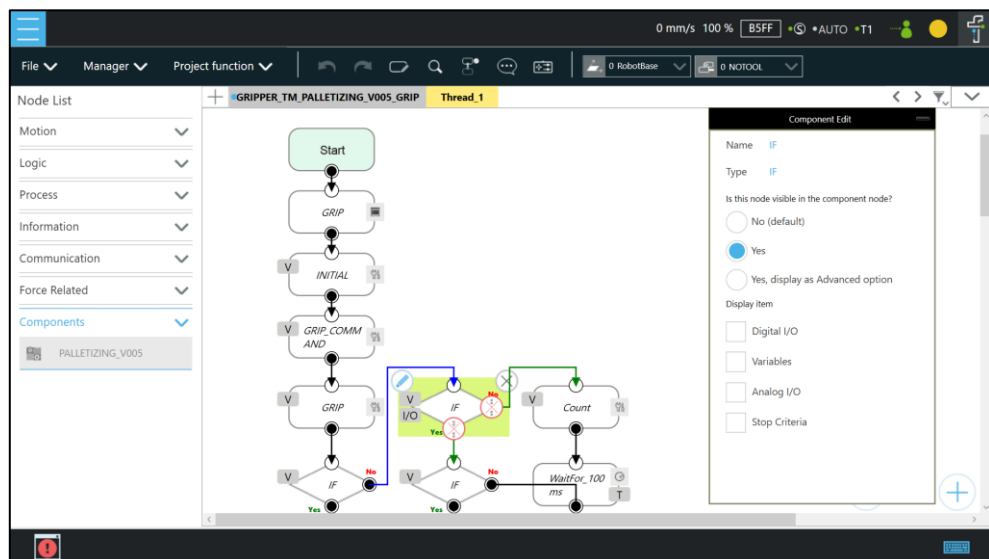 0 mm/s 100 % B5FF •Ⓢ •AUTO •T1
File Manager Project function 0 RobotBase 0 NOTOOL
Node List
Motion
Logic
Process
Information
Communication
Force Related
Components
PALLETIZING_V005
GRIPPER_TM_PALLETIZING_V005_GRIP Thread_1
Start
GRIP
V INITIAL
V GRIP_COMM
AND
V GRIP
V IF No
Yes
V I/O IF No
Yes
V IF No
Yes
V Count
WaitFor_100
ms T
Component Edit
Name IF
Type IF
Is this node visible in the component node?
No (default)
Yes
Yes, display as Advanced option
Display item
Digital I/O
Variables
Analog I/O
Stop Criteria